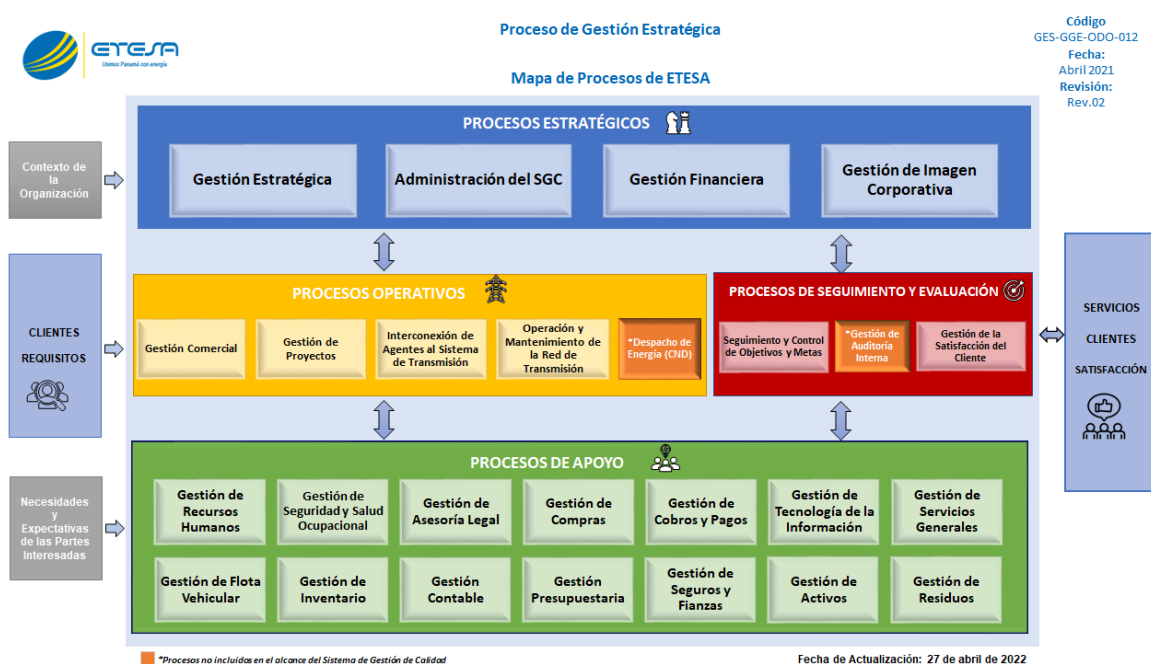 ETESA
Unimos Panamá con energía
Proceso de Gestión Estratégica
Mapa de Procesos de ETESA
Código
GES-GGE-ODO-012
Fecha:
Abril 2021
Revisión:
Rev.02
Contexto de
la
Organización
PROCESOS ESTRATÉGICOS
Gestión Estratégica
Administración del SGC
Gestión Financiera
Gestión de Imagen
Corporativa
CLIENTES
REQUISITOS
PROCESOS OPERATIVOS
Gestión Comercial
Gestión de
Proyectos
Interconexión de
Agentes al Sistema
de Transmisión
Operación y
Mantenimiento de
la Red de
Transmisión
*Despacho de
Energía (CND)
PROCESOS DE SEGUIMIENTO Y EVALUACIÓN
Seguimiento y Control
de Objetivos y Metas
*Gestión de
Auditoría
Interna
Gestión de la
Satisfacción del
Cliente
SERVICIOS
CLIENTES
SATISFACCIÓN
Necesidades
y
Expectativas
de las Partes
Interesadas
PROCESOS DE APOYO
Gestión de
Recursos
Humanos
Gestión de
Seguridad y Salud
Ocupacional
Gestión de
Asesoría Legal
Gestión de
Compras
Gestión de
Cobros y Pagos
Gestión de
Tecnología de la
Información
Gestión de
Servicios
Generales
Gestión de Flota
Vehicular
Gestión de
Inventario
Gestión
Contable
Gestión
Presupuestaria
Gestión de
Seguros y
Fianzas
Gestión de
Activos
Gestión de
Residuos
*Procesos no incluidos en el alcance del Sistema de Gestión de Calidad
Fecha de Actualización: 27 de abril de 2022